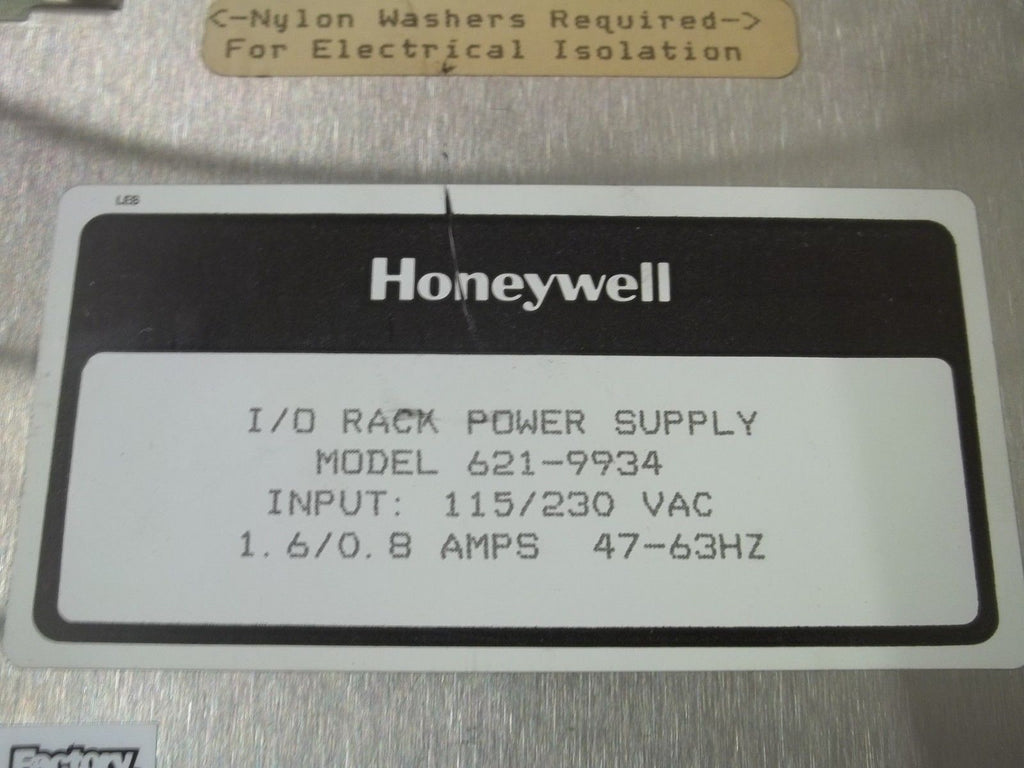 <-Nylon Washers Required->
For Electrical Isolation
Honeywell
I/O RACK POWER SUPPLY
MODEL 621-9934
INPUT: 115/230 VAC
1.6/0.8 AMPS 47-63HZ
Factory